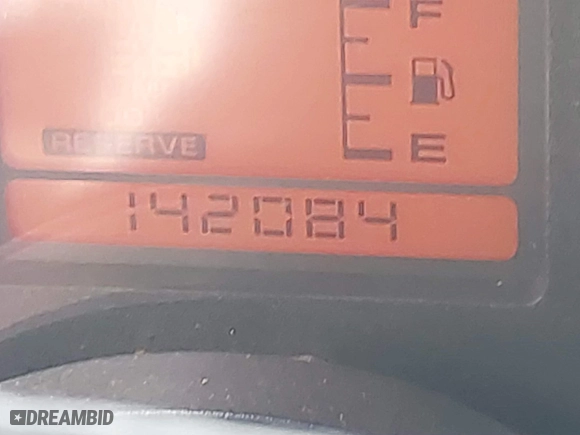 F
E
RESERVE
142084
DREAMBID